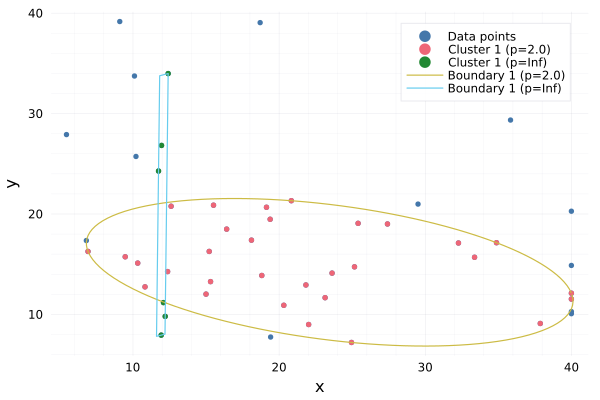 40
30
20
10
y
10
20
30
40
x
Data points
Cluster 1 (p=2.0)
Cluster 1 (p=Inf)
Boundary 1 (p=2.0)
Boundary 1 (p=Inf)